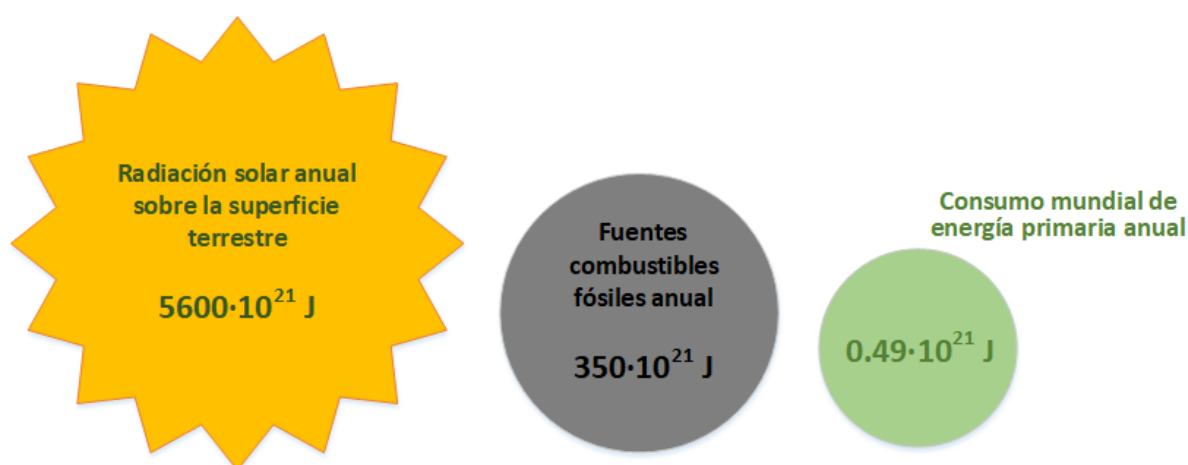 Radiación solar anual
sobre la superficie
terrestre
5600·10²¹ J
Fuentes
combustibles
fósiles anual
350·10²¹ J
Consumo mundial de
energía primaria anual
0.49·10²¹ J